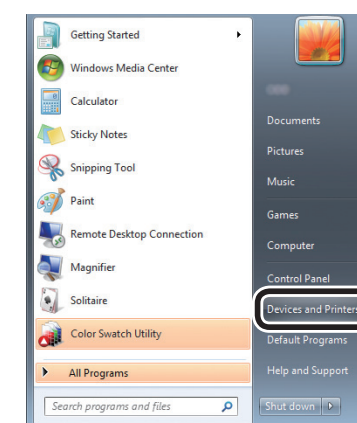 Getting Started
Windows Media Center
Calculator
Sticky Notes
Snipping Tool
Paint
Remote Desktop Connection
Magnifier
Solitaire
Color Swatch Utility
All Programs
Search programs and files
Documents
Pictures
Music
Games
Computer
Control Panel
Devices and Printers
Default Programs
Help and Support
Shut down